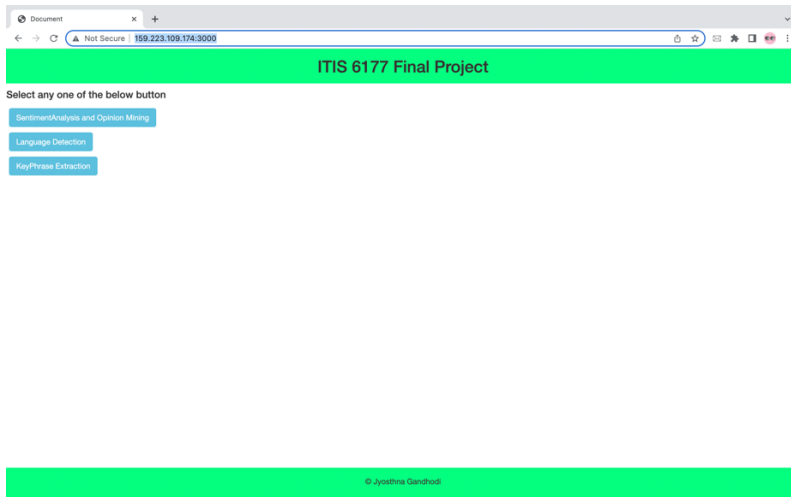 Document
Not Secure
159.223.109.174:3000
ITIS 6177 Final Project
Select any one of the below button
SentimentAnalysis and Opinion Mining
Language Detection
KeyPhrase Extraction
© Jyosthna Gandhodi